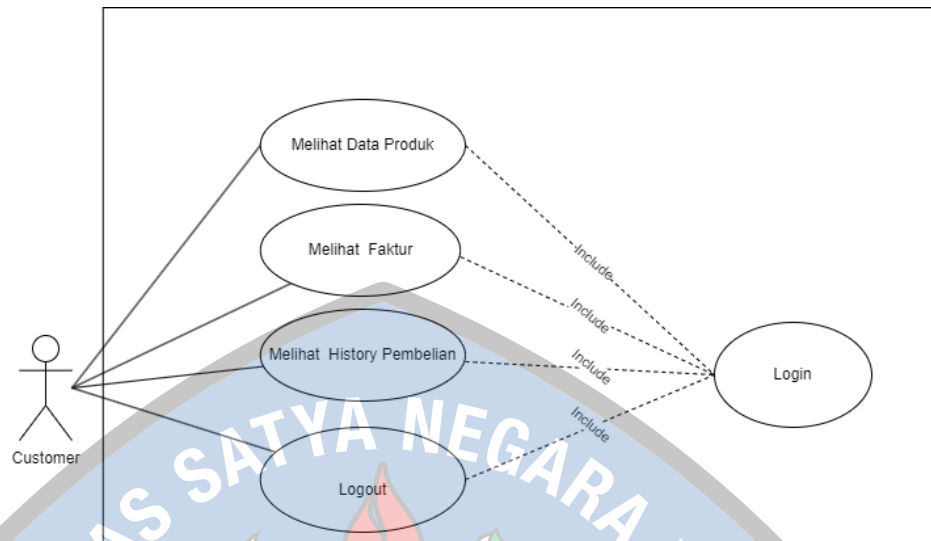 Melihat Data Produk
Include
Melihat Faktur
Include
Melihat History Pembelian
Include
Login
Include
Customer
Logout
AS SATYA NEGARA